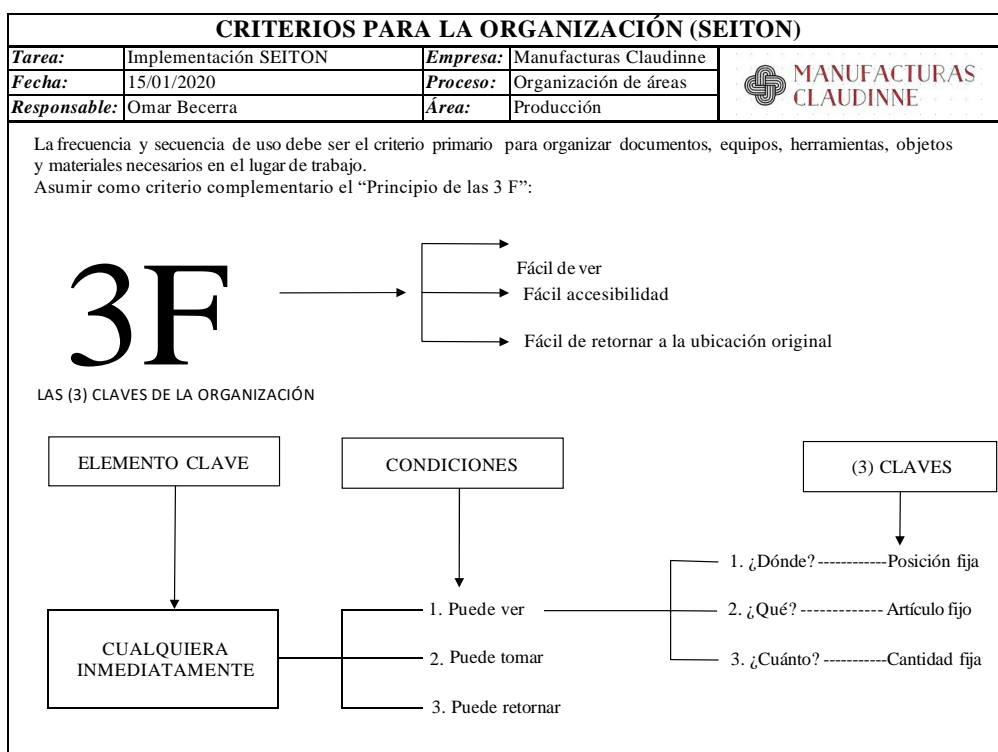 CRITERIOS PARA LA ORGANIZACIÓN (SEITON)
Tarea: Implementación SEITON Empresa: Manufacturas Claudinne
Fecha: 15/01/2020 Proceso: Organización de áreas
Responsable: Omar Becerra Área: Producción
MANUFACTURAS
CLAUDINNE
La frecuencia y secuencia de uso debe ser el criterio primario para organizar documentos, equipos, herramientas, objetos
y materiales necesarios en el lugar de trabajo.
Asumir como criterio complementario el “Principio de las 3 F”:
3F
Fácil de ver
Fácil accesibilidad
Fácil de retornar a la ubicación original
LAS (3) CLAVES DE LA ORGANIZACIÓN
ELEMENTO CLAVE
CONDICIONES
(3) CLAVES
CUALQUIERA
INMEDIATAMENTE
1. Puede ver
2. Puede tomar
3. Puede retornar
1. ¿Dónde?-----------Posición fija
2. ¿Qué?------------- Artículo fijo
3. ¿Cuánto?----------Cantidad fija